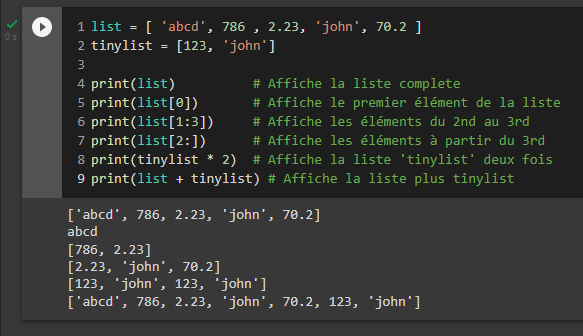 0 s
1 list = [ 'abcd', 786 , 2.23, 'john', 70.2 ]
2 tinylist = [123, 'john']
3
4 print(list)          # Affiche la liste complete
5 print(list[0])       # Affiche le premier élément de la liste
6 print(list[1:3])     # Affiche les éléments du 2nd au 3rd
7 print(list[2:])      # Affiche les éléments à partir du 3rd
8 print(tinylist * 2)  # Affiche la liste 'tinylist' deux fois
9 print(list + tinylist) # Affiche la liste plus tinylist
['abcd', 786, 2.23, 'john', 70.2]
abcd
[786, 2.23]
[2.23, 'john', 70.2]
[123, 'john', 123, 'john']
['abcd', 786, 2.23, 'john', 70.2, 123, 'john']